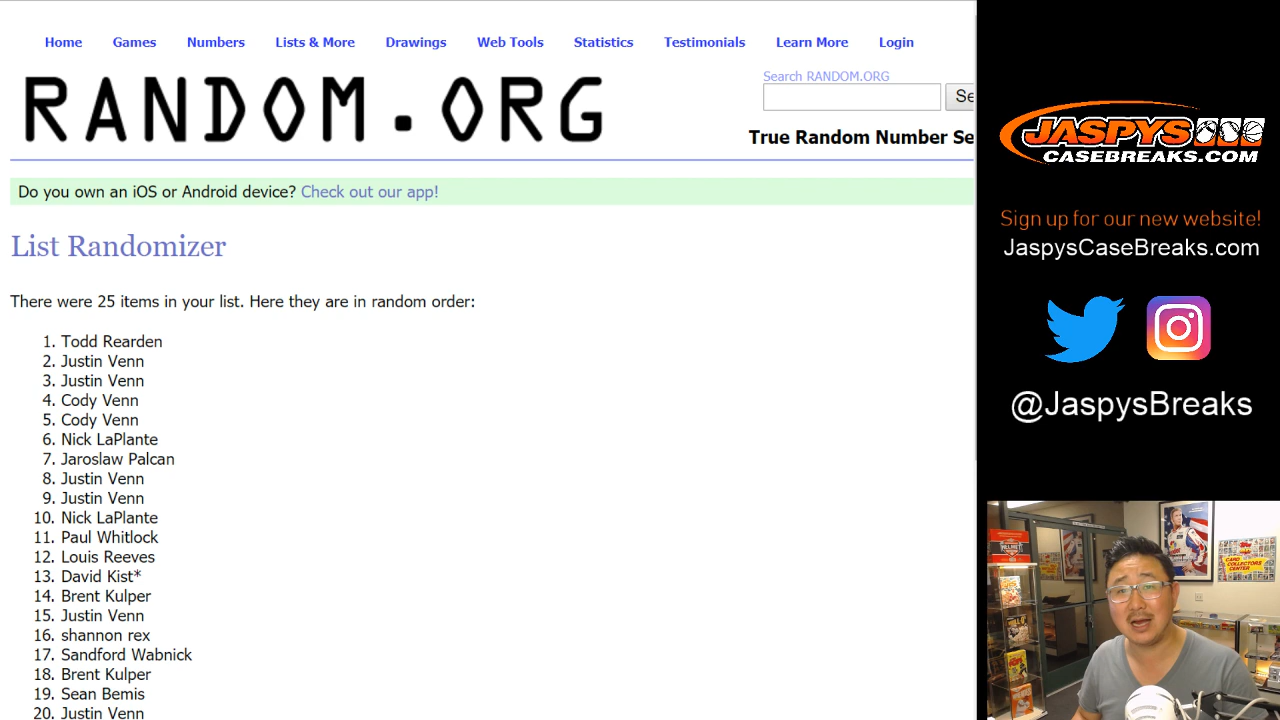 Home Games Numbers Lists & More Drawings Web Tools Statistics Testimonials Learn More Login
RANDOM.ORG
Search RANDOM.ORG
Se
True Random Number Se
Do you own an iOS or Android device? Check out our app!
List Randomizer
There were 25 items in your list. Here they are in random order:
1. Todd Rearden
2. Justin Venn
3. Justin Venn
4. Cody Venn
5. Cody Venn
6. Nick LaPlante
7. Jaroslaw Palcan
8. Justin Venn
9. Justin Venn
10. Nick LaPlante
11. Paul Whitlock
12. Louis Reeves
13. David Kist*
14. Brent Kulper
15. Justin Venn
16. shannon rex
17. Sandford Wabnick
18. Brent Kulper
19. Sean Bemis
20. Justin Venn
JASPYS
CASEBREAKS.COM
Sign up for our new website!
JaspysCaseBreaks.com
@JaspysBreaks
topps
CARD
COLLECTORS
CENTER